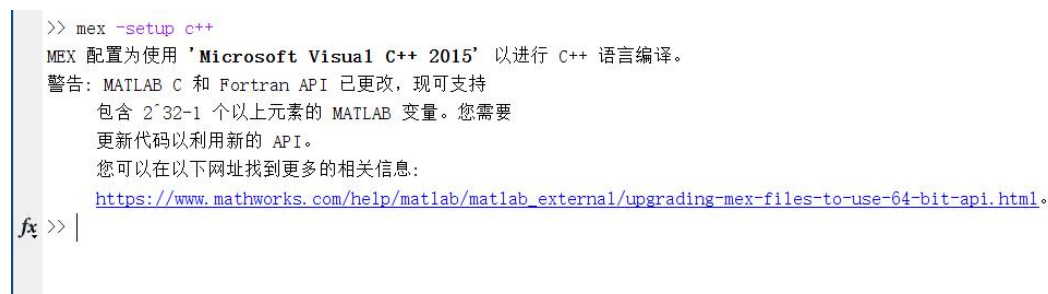 >> mex -setup c++
MEX 配置为使用 'Microsoft Visual C++ 2015' 以进行 C++ 语言编译。
警告: MATLAB C 和 Fortran API 已更改，现可支持
包含 2^32-1 个以上元素的 MATLAB 变量。您需要
更新代码以利用新的 API。
您可以在以下网址找到更多的相关信息:
https://www.mathworks.com/help/matlab/matlab_external/upgrading-mex-files-to-use-64-bit-api.html。
fx >>